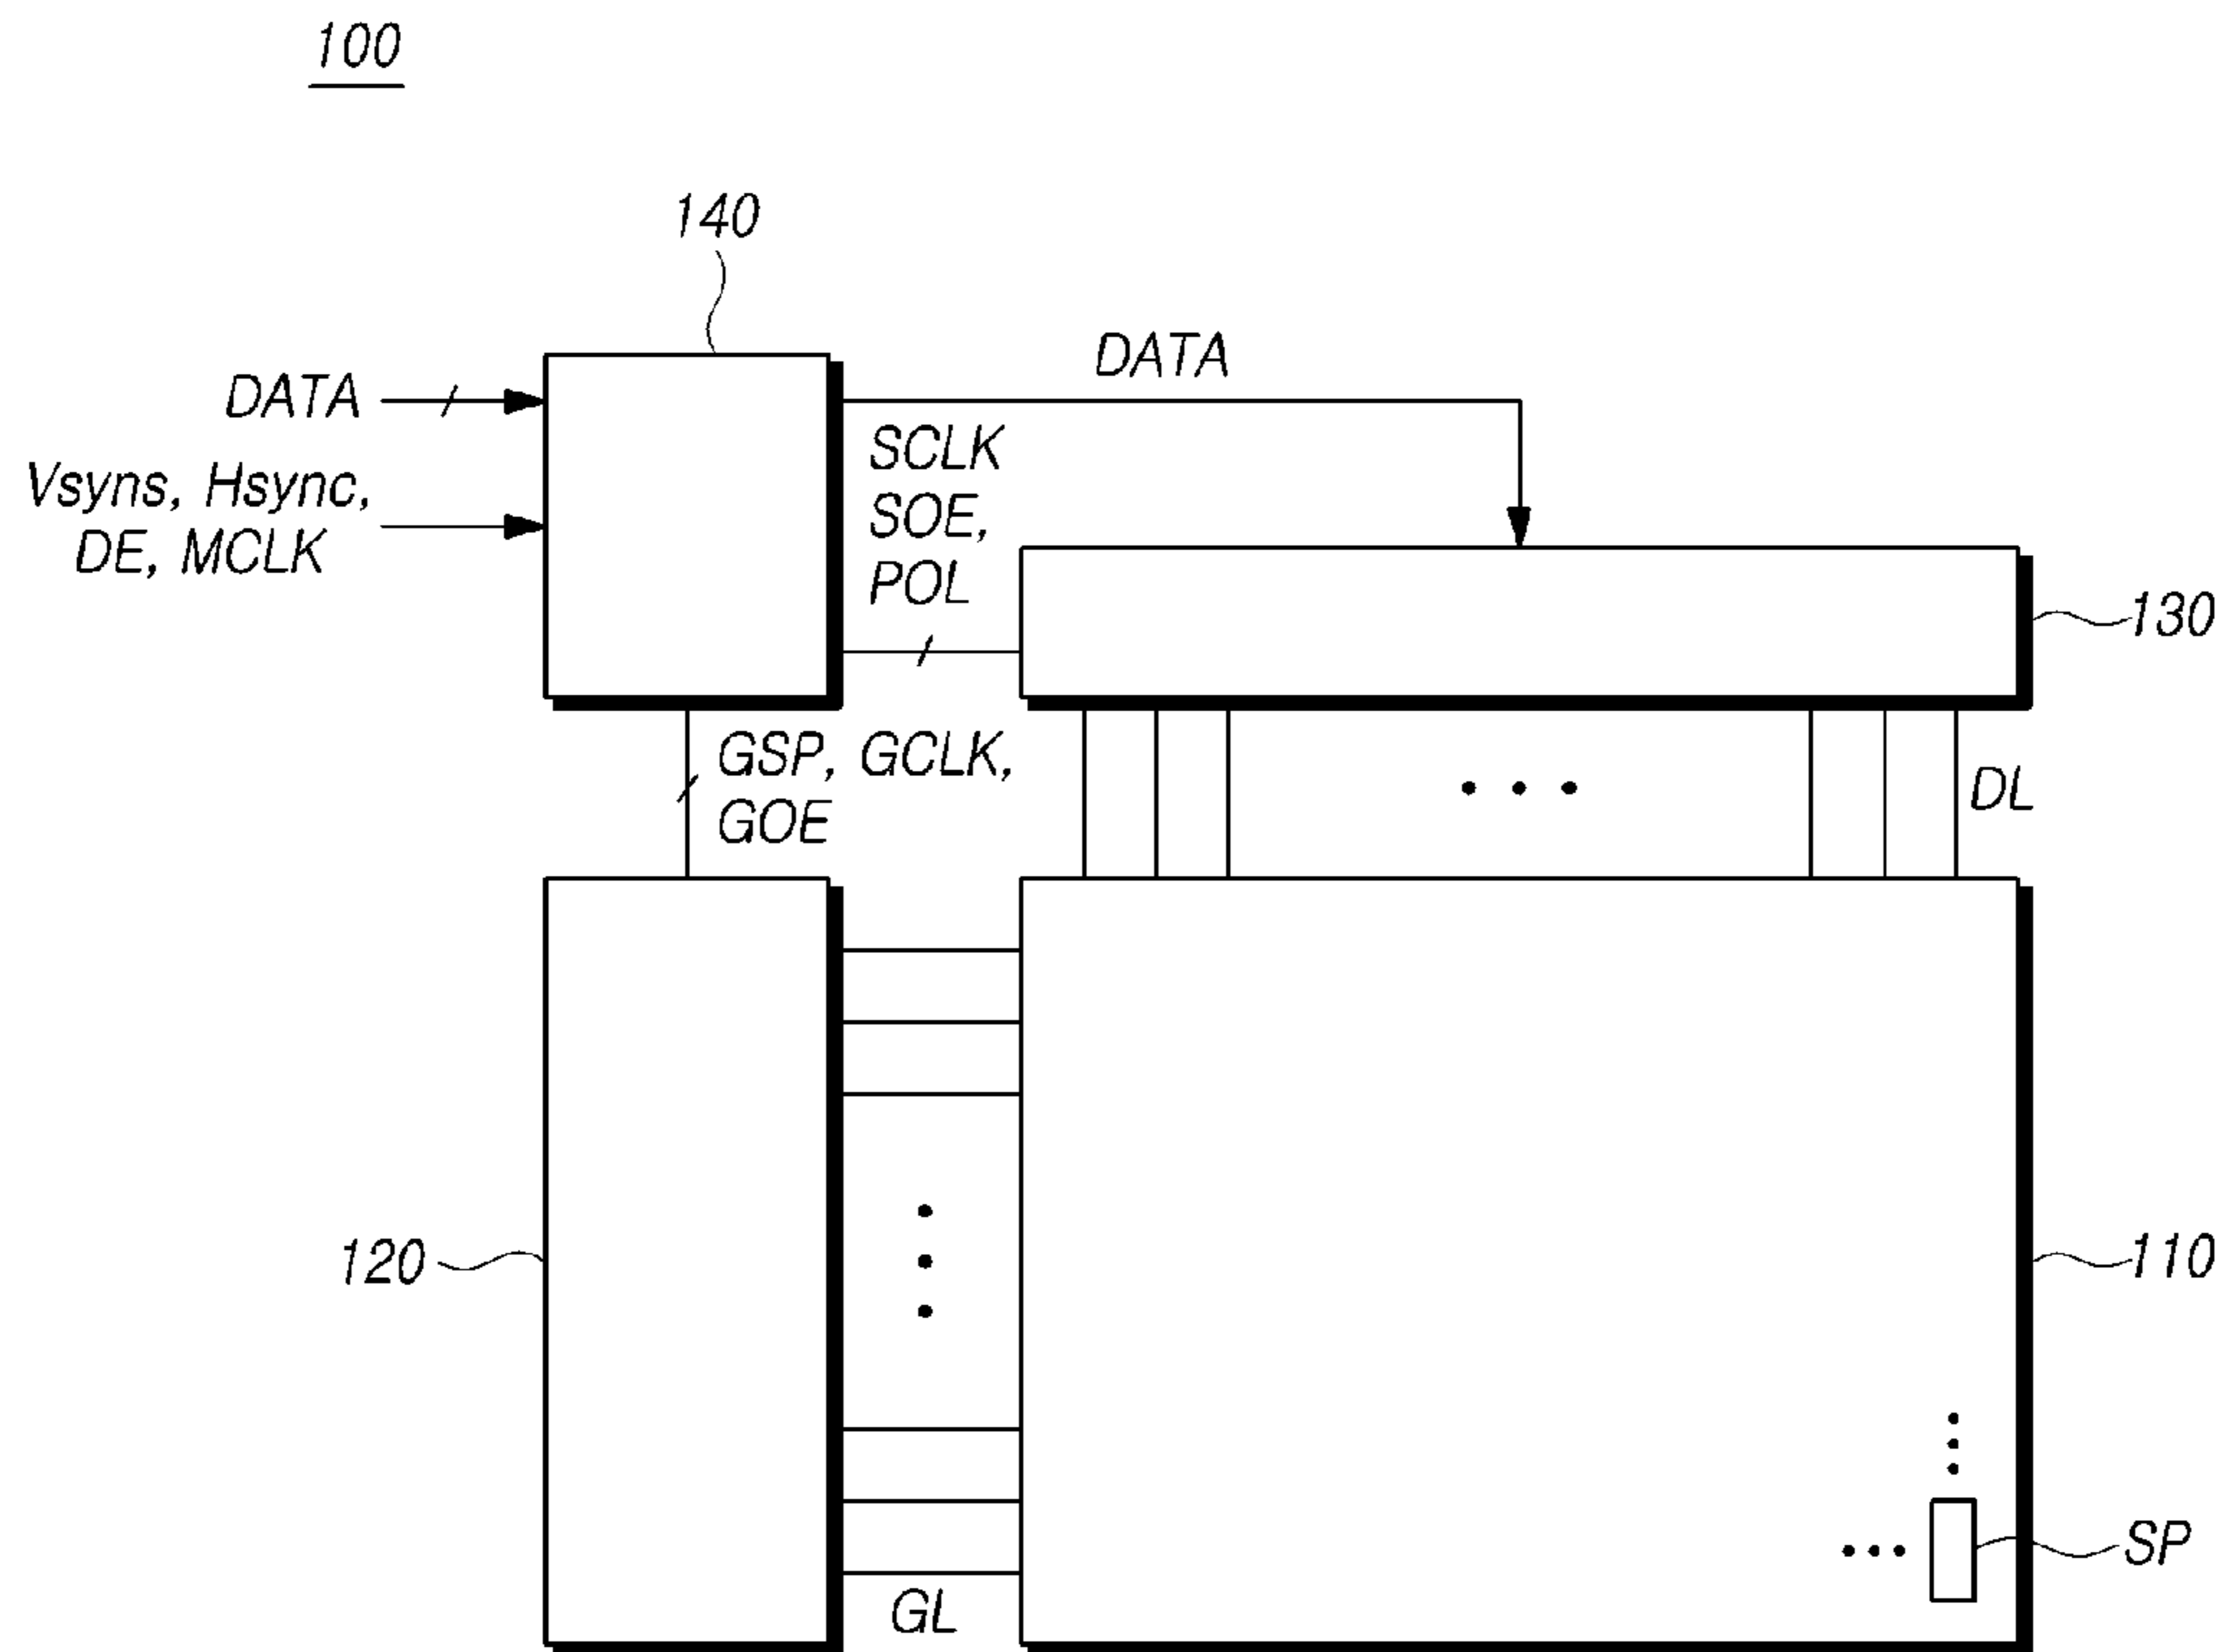 100
140
DATA
DATA
Vsyns, Hsync,
DE, MCLK
SCLK
SOE,
POL
130
GSP, GCLK,
GOE
DL
120
110
SP
GL